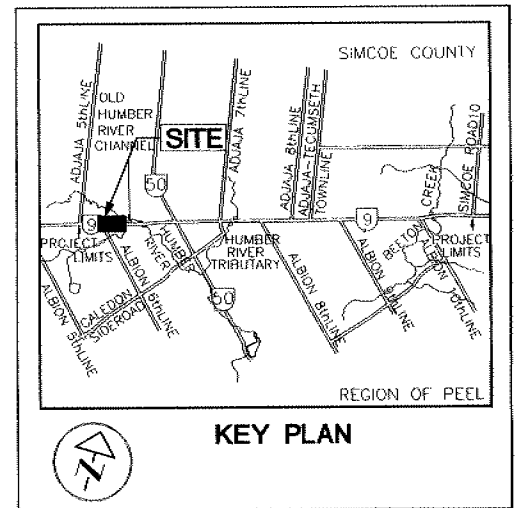 SIMCOE COUNTY
ADJAJA 5thLINE
OLD
HUMBER
RIVER
CHANNEL
SITE
50
ADJAJA 7thLINE
ADJAJA 8thLINE
ADJAJA-TECUMSETH
TOWNLINE
CREEK
SIMCOE ROAD10
9
9
PROJECT
LIMITS
HUMBER
RIVER
HUMBER
RIVER
TRIBUTARY
BEETON
PROJECT
LIMITS
ALBION 5thLINE
CALEDON
SIDEROAD
ALBION 6thLINE
50
ALBION 8thLINE
ALBION 9thLINE
ALBION 10thLINE
REGION OF PEEL
KEY PLAN
N